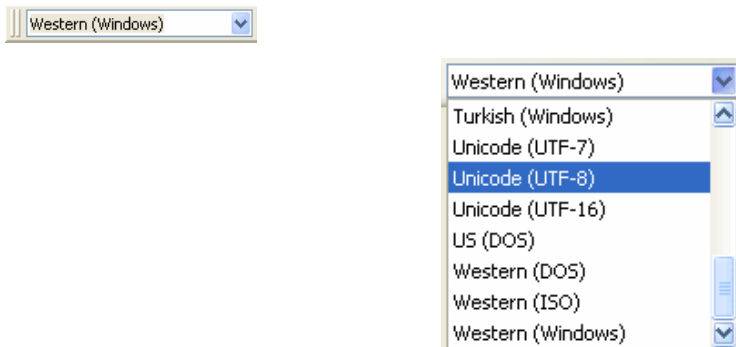 Western (Windows)
Western (Windows)
Turkish (Windows)
Unicode (UTF-7)
Unicode (UTF-8)
Unicode (UTF-16)
US (DOS)
Western (DOS)
Western (ISO)
Western (Windows)